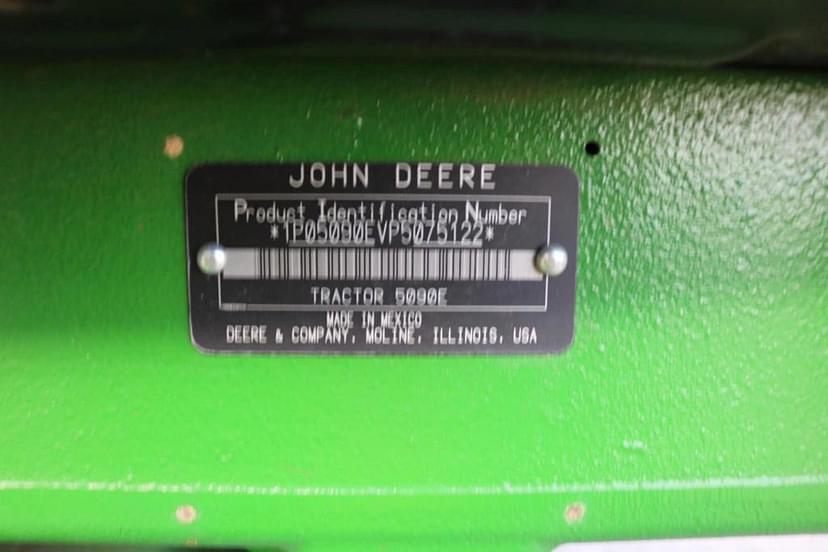 JOHN DEERE
Product Identification Number
*1P05090EVP5075122*
TRACTOR 5090E
MADE IN MEXICO
DEERE & COMPANY, MOLINE, ILLINOIS, USA